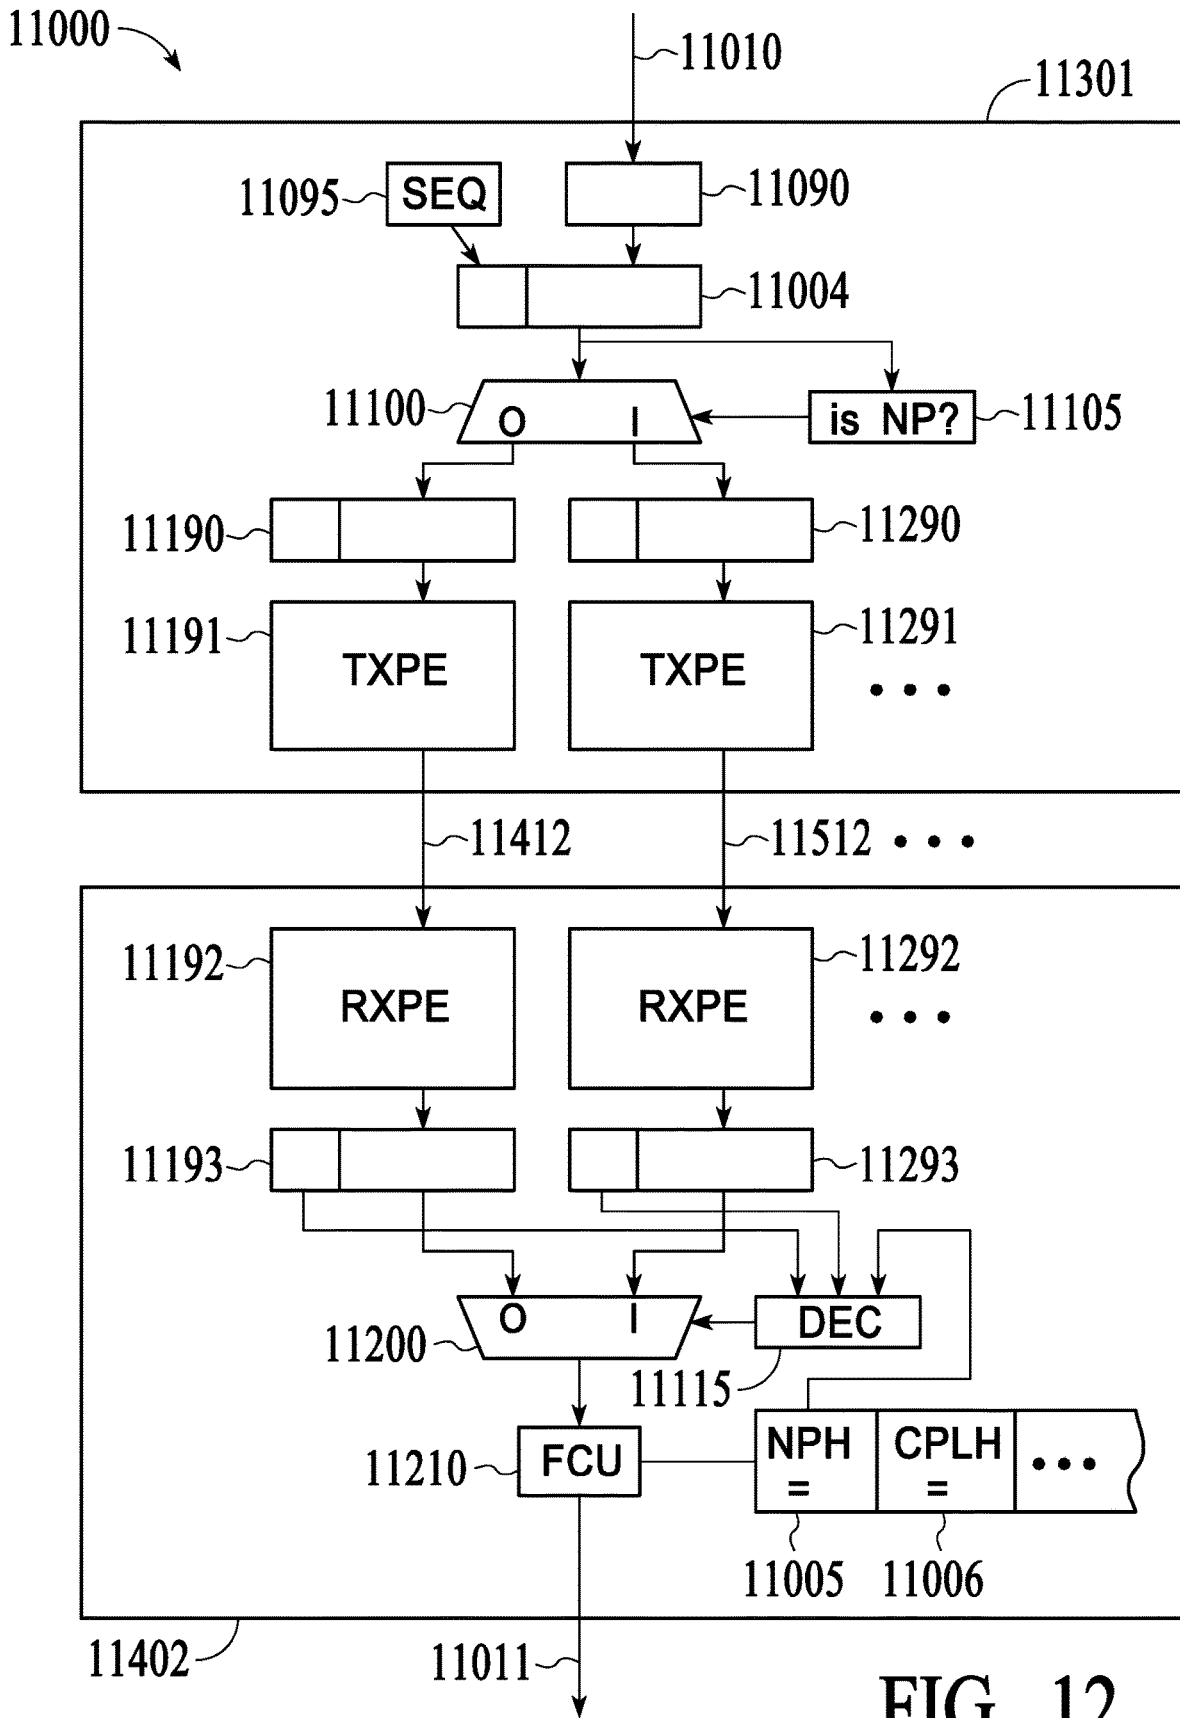 11000
11010
11301
11095 SEQ 11090
11004
11100 O I is NP? 11105
11190 11290
11191 TXPE TXPE 11291
• • •
11412 11512 • • •
11192 RXPE RXPE 11292
• • •
11193 11293
O I DEC
11200
11115
11210 FCU NPH = CPLH = • • •
11005 11006
11402 11011
FIG. 12